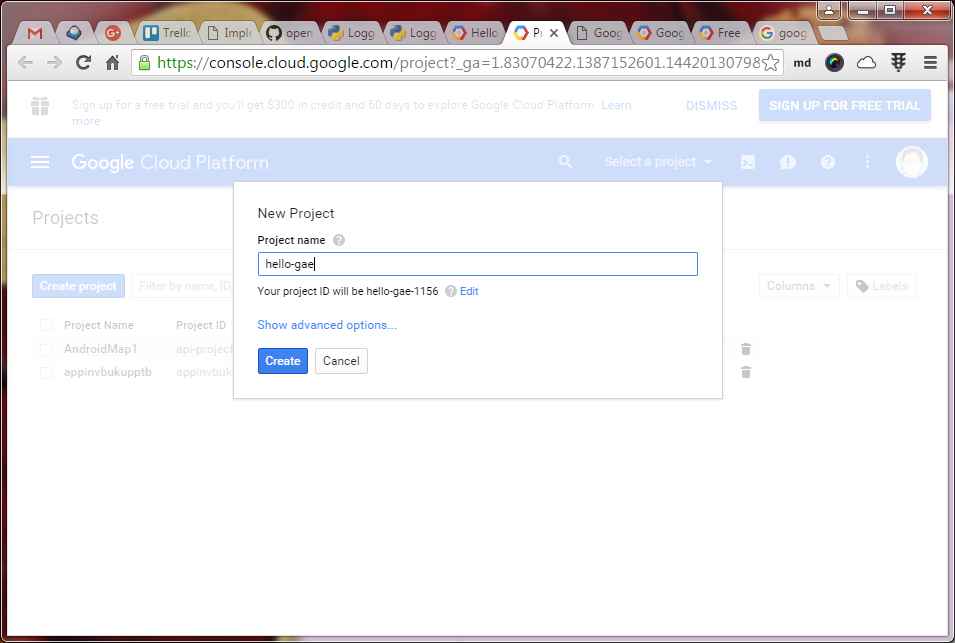 Trello
Imple
open
Logg
Logg
Hello
P
Goog
Goog
Free
goog
https://console.cloud.google.com/project?_ga=1.83070422.1387152601.14420130798
md
Sign up for a free trial and you'll get $300 in credit and 60 days to explore Google Cloud Platform. Learn
more
DISMISS
SIGN UP FOR FREE TRIAL
Google Cloud Platform
Select a project
Projects
New Project
Project name ?
hello-gae
Your project ID will be hello-gae-1156 ? Edit
Show advanced options...
Create
Cancel
Create project
Filter by name, ID
Columns
Labels
Project Name
Project ID
AndroidMap1
api-project
appinvbukupptb
appinvbuk